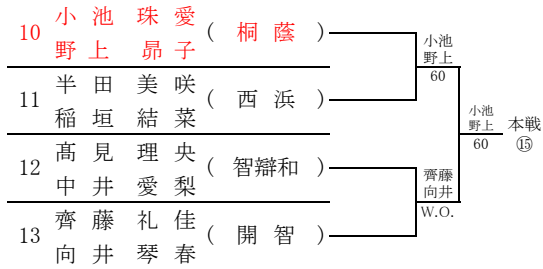 10 小池 珠愛 ( 桐蔭 )
野上 昴子
小池
野上
60
11 半田 美咲 ( 西浜 )
稲垣 結菜
小池
野上
60
本戦
⑮
12 髙見 理央 ( 智辯和 )
中井 愛梨
齊藤
向井
W.O.
13 齊藤 礼佳 ( 開智 )
向井 琴春